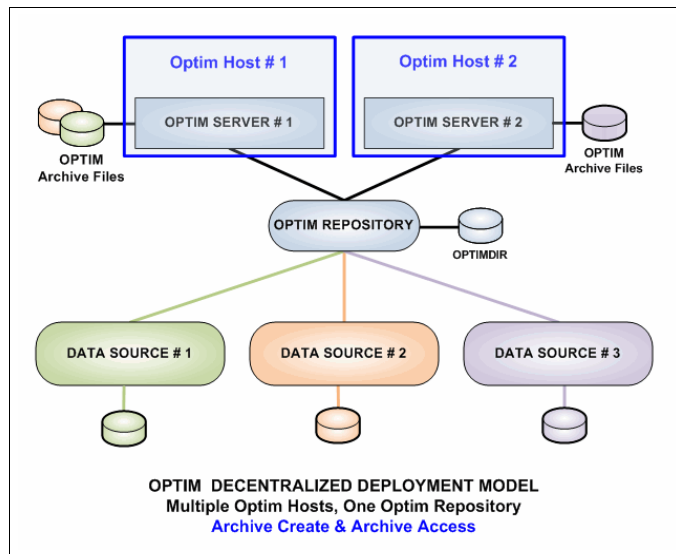 Optim Host # 1
Optim Host # 2
OPTIM SERVER # 1
OPTIM SERVER # 2
OPTIM
Archive Files
OPTIM
Archive Files
OPTIM REPOSITORY
OPTIMDIR
DATA SOURCE # 1
DATA SOURCE # 2
DATA SOURCE # 3
OPTIM DECENTRALIZED DEPLOYMENT MODEL
Multiple Optim Hosts, One Optim Repository
Archive Create & Archive Access